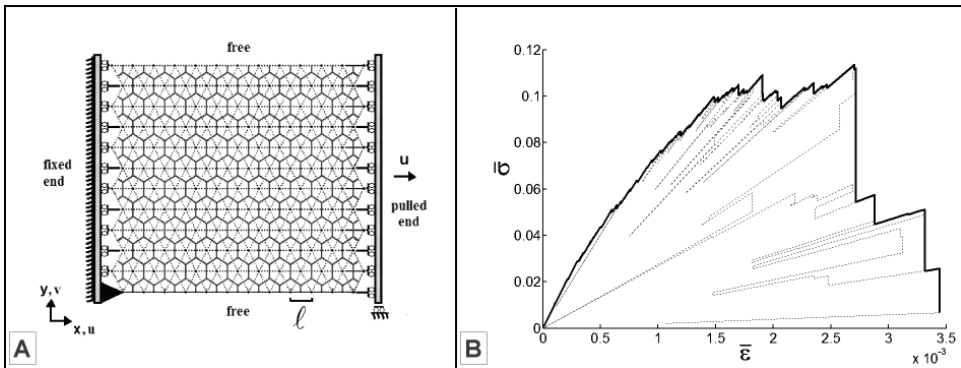 free
fixed
end
u
pulled
end
y,v
x,u
free
ℓ
A
0.12
0.1
0.08
σ̅
0.06
0.04
0.02
0
0 0.5 1 1.5 2 2.5 3 3.5
ε̅
x 10⁻³
B